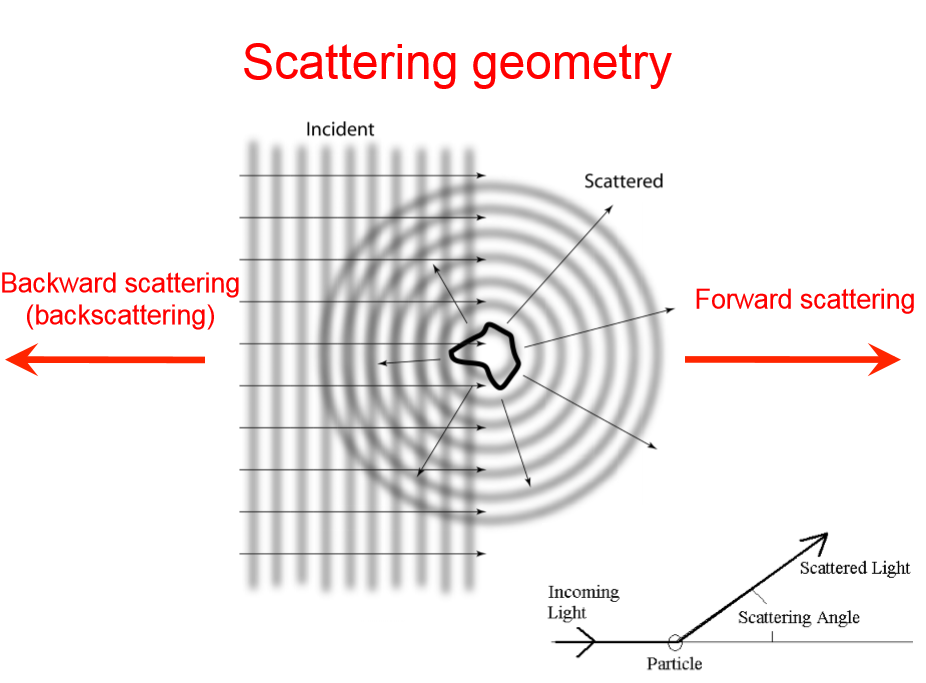 Scattering geometry
Incident
Scattered
Backward scattering
(backscattering)
Forward scattering
Scattered Light
Incoming
Light
Scattering Angle
Particle